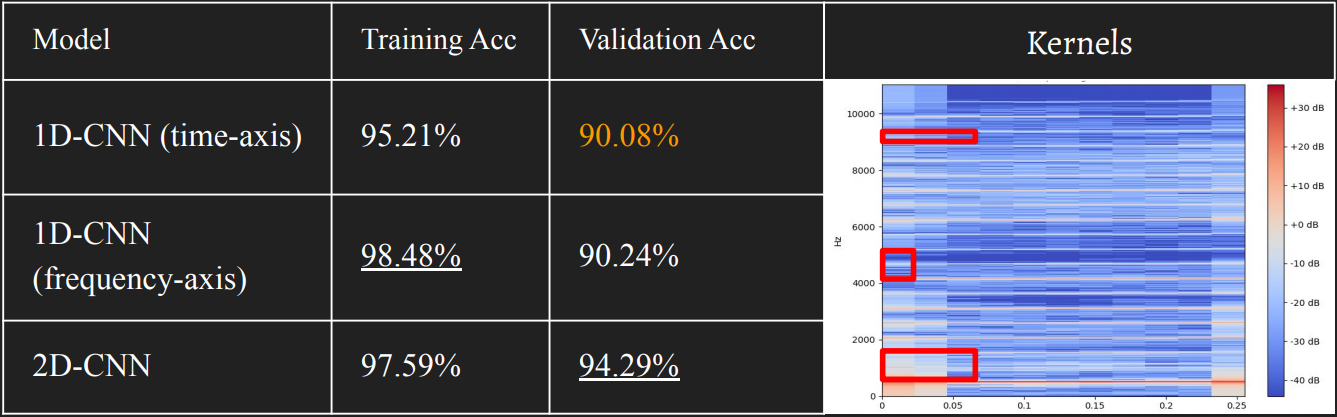 Model Training Acc Validation Acc Kernels
1D-CNN (time-axis) 95.21% 90.08%
1D-CNN
(frequency-axis) 98.48% 90.24%
2D-CNN 97.59% 94.29%
10000
8000
6000
4000
2000
0
Hz
0 0.05 0.1 0.15 0.2 0.25
+30 dB
+20 dB
+10 dB
+0 dB
-10 dB
-20 dB
-30 dB
-40 dB